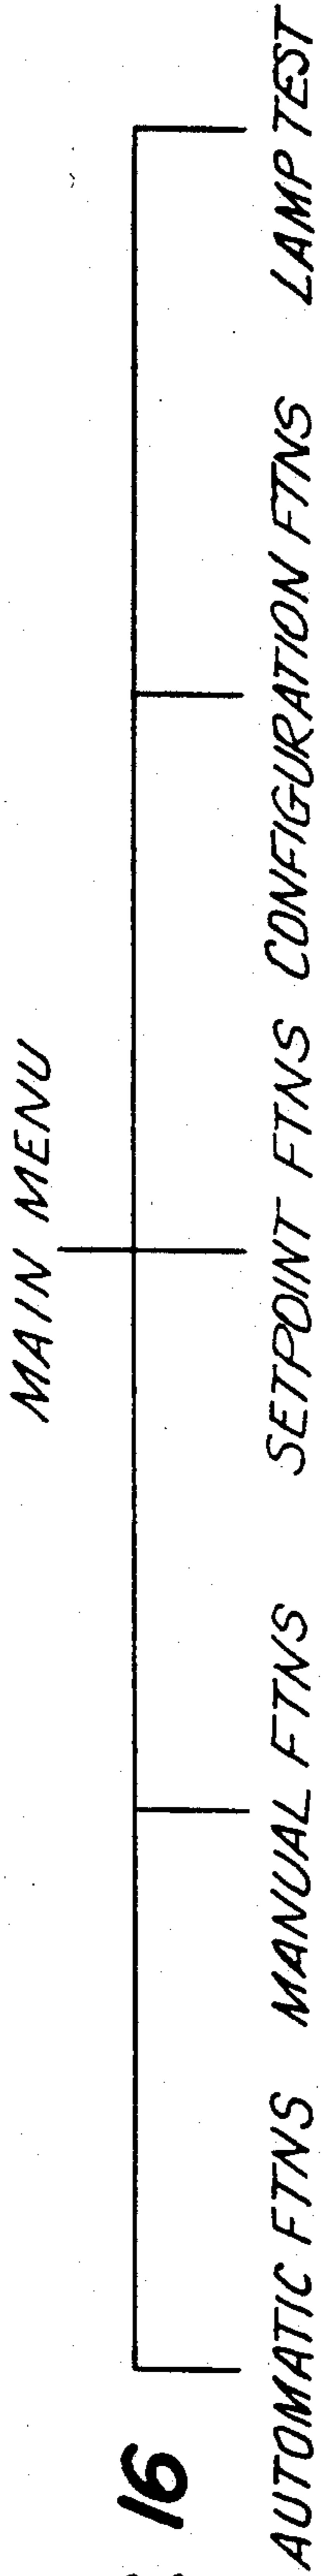 MAIN MENU
16
AUTOMATIC FTNS MANUAL FTNS SETPOINT FTNS CONFIGURATION FTNS LAMP TEST